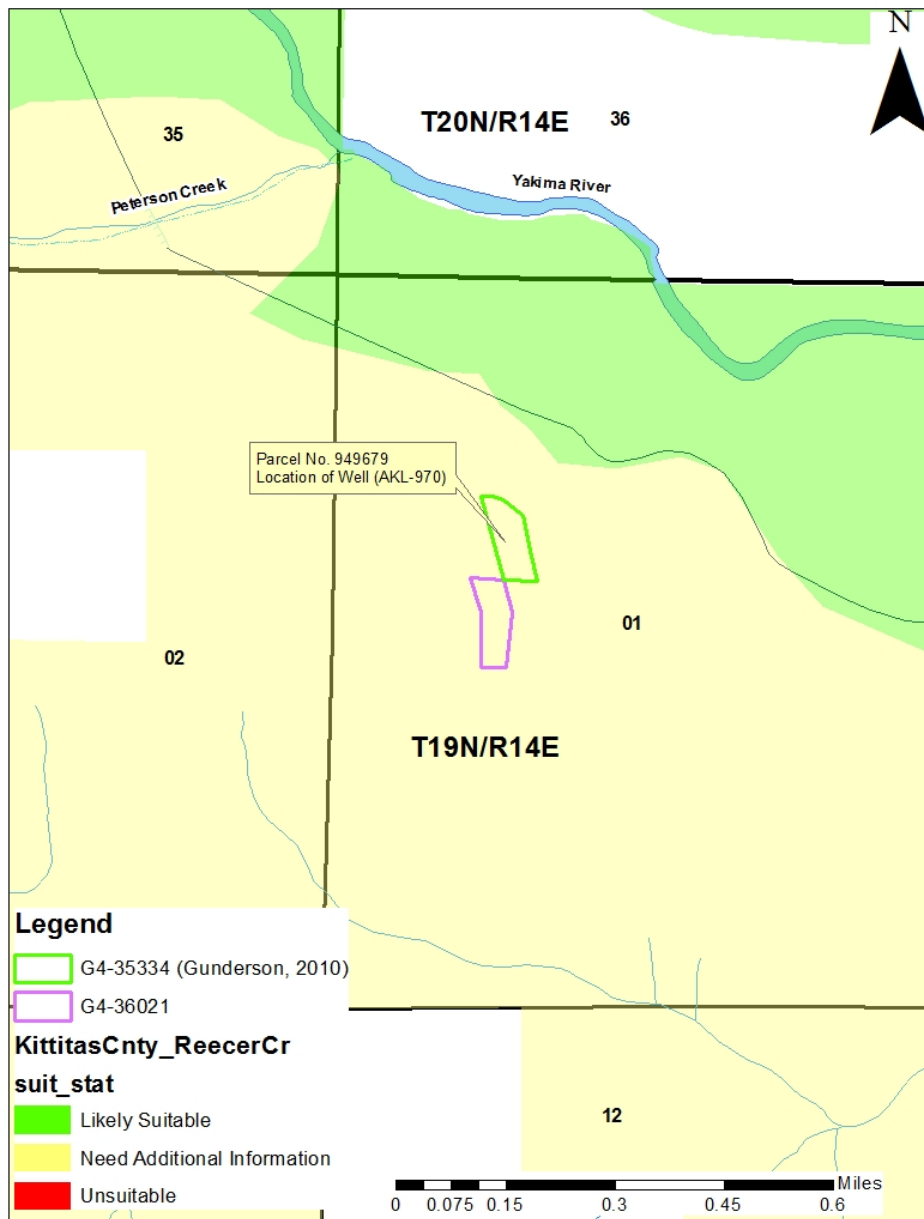 N
T20N/R14E
36
35
Yakima River
Peterson Creek
Parcel No. 949679
Location of Well (AKL-970)
01
02
T19N/R14E
Legend
G4-35334 (Gunderson, 2010)
G4-36021
KittitasCnty_ReecerCr
suit_stat
Likely Suitable
Need Additional Information
Unsuitable
12
Miles
0 0.075 0.15 0.3 0.45 0.6